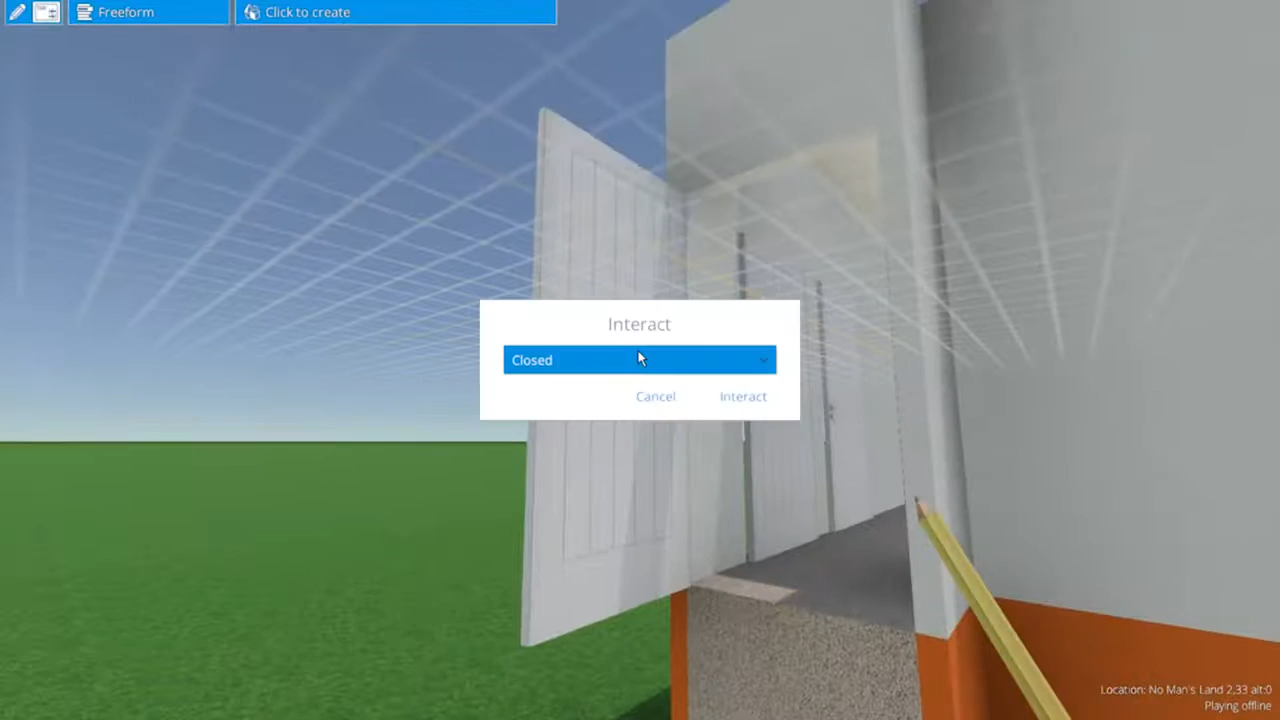 Freeform
Click to create
Interact
Closed
Cancel
Interact
Location: No Man's Land 2,33 alt:0
Playing offline